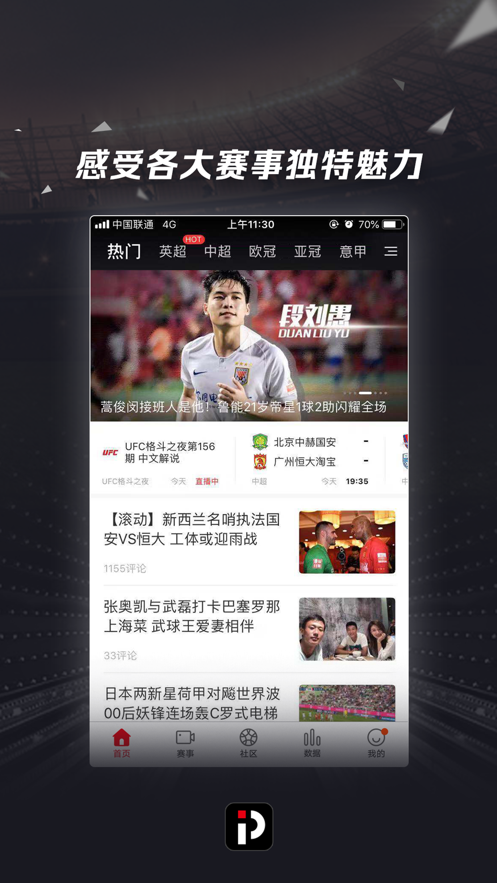 感受各大赛事独特魅力
中国联通 4G 上午11:30 70%
HOT
热门 英超 中超 欧冠 亚冠 意甲
段刘愚
DUAN LIU YU
蒿俊闵接班人是他！鲁能21岁帝星1球2助闪耀全场
UFC
UFC格斗之夜第156
期 中文解说
UFC格斗之夜 今天 直播中
北京中赫国安 -
广州恒大淘宝 -
中超 今天 19:35
【滚动】新西兰名哨执法国
安VS恒大 工体或迎雨战
1155评论
张奥凯与武磊打卡巴塞罗那
上海菜 武球王爱妻相伴
33评论
日本两新星荷甲对飚世界波
00后妖锋连场轰C罗式电梯
首页 赛事 社区 数据 我的